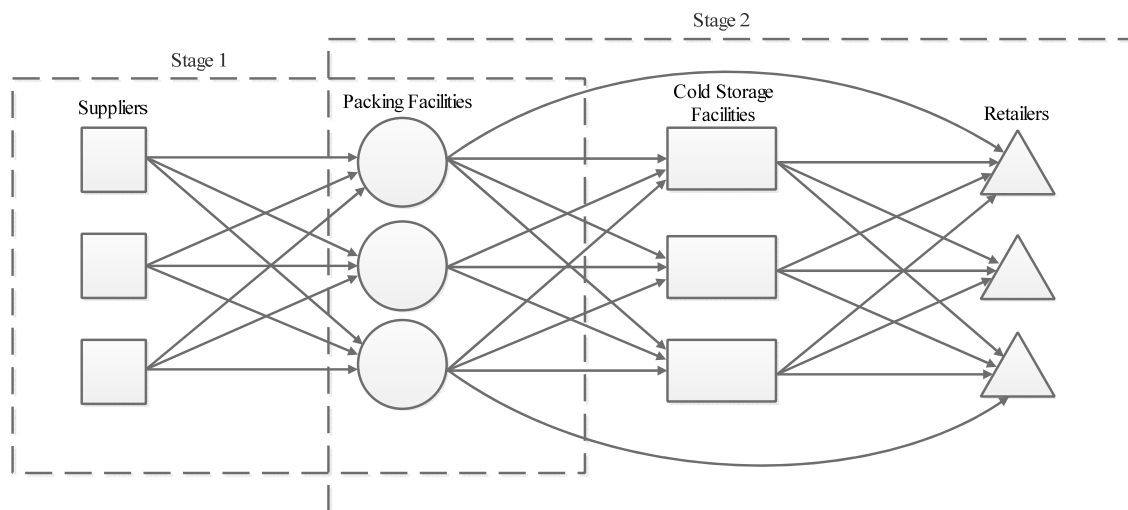 Stage 2
Stage 1
Suppliers
Packing Facilities
Cold Storage
Facilities
Retailers